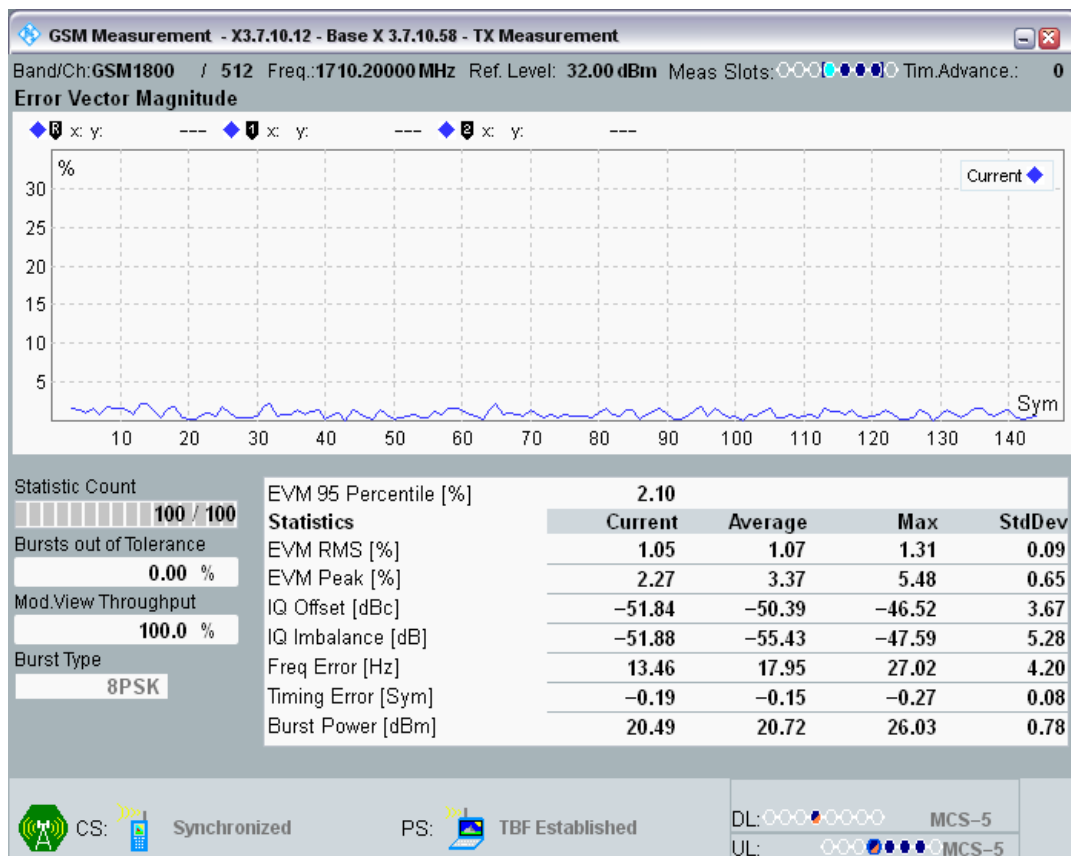 GSM Measurement - X3.7.10.12 - Base X 3.7.10.58 - TX Measurement
Band/Ch:GSM1800 / 512 Freq.:1710.20000 MHz Ref. Level: 32.00 dBm Meas Slots: Tim.Advance.: 0
Error Vector Magnitude
R x: y: --- 1 x: y: --- 2 x: y: ---
%
Current
30
25
20
15
10
5
Sym
10 20 30 40 50 60 70 80 90 100 110 120 130 140
Statistic Count
100 / 100
Bursts out of Tolerance
0.00 %
Mod.View Throughput
100.0 %
Burst Type
8PSK
EVM 95 Percentile [%] 2.10
Statistics Current Average Max StdDev
EVM RMS [%] 1.05 1.07 1.31 0.09
EVM Peak [%] 2.27 3.37 5.48 0.65
IQ Offset [dBc] −51.84 −50.39 −46.52 3.67
IQ Imbalance [dB] −51.88 −55.43 −47.59 5.28
Freq Error [Hz] 13.46 17.95 27.02 4.20
Timing Error [Sym] −0.19 −0.15 −0.27 0.08
Burst Power [dBm] 20.49 20.72 26.03 0.78
CS: Synchronized PS: TBF Established
DL: MCS−5
UL: MCS−5